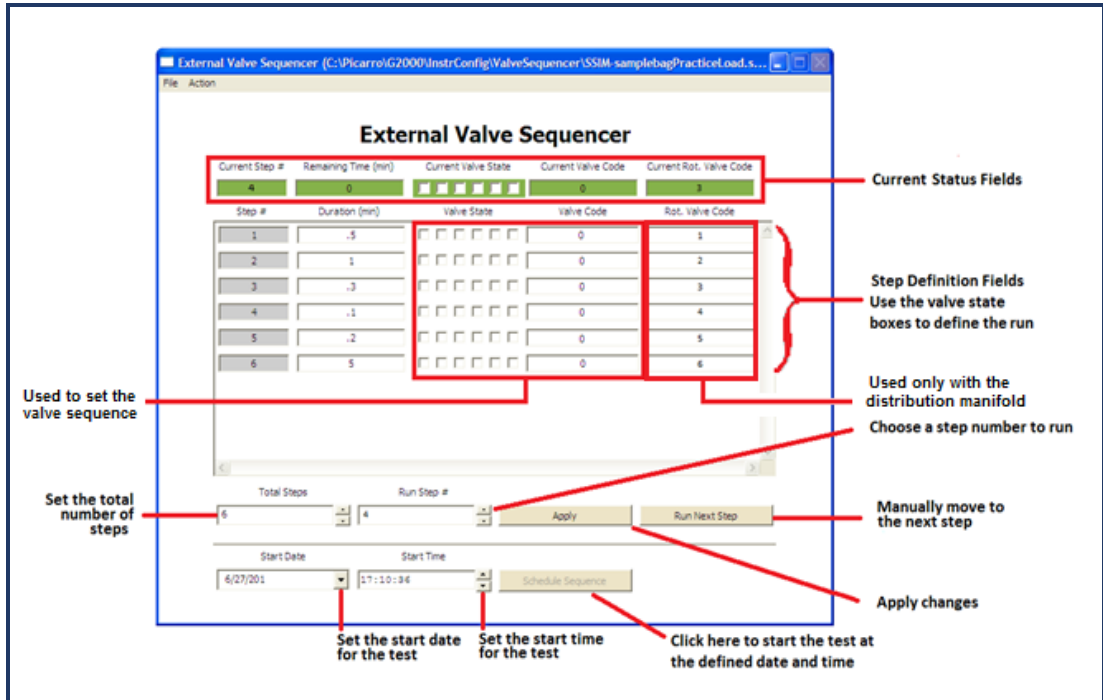 External Valve Sequencer (C:\Picarro\G2000\InstrConfig\ValveSequencer\SSIM-samplebagPracticeLoad.s...
File Action
External Valve Sequencer
Current Step # Remaining Time (min) Current Valve State Current Valve Code Current Rot. Valve Code
4 0 0 3
Current Status Fields
Step # Duration (min) Valve State Valve Code Rot. Valve Code
1 .5 0 1
2 1 0 2
3 .3 0 3
4 .1 0 4
5 .2 0 5
6 5 0 6
Step Definition Fields
Use the valve state
boxes to define the run
Used to set the
valve sequence
Used only with the
distribution manifold
Choose a step number to run
Total Steps Run Step #
6 4 Apply Run Next Step
Set the total
number of
steps
Manually move to
the next step
Start Date Start Time
6/27/201 17:10:36 Schedule Sequence
Apply changes
Set the start date
for the test
Set the start time
for the test
Click here to start the test at
the defined date and time